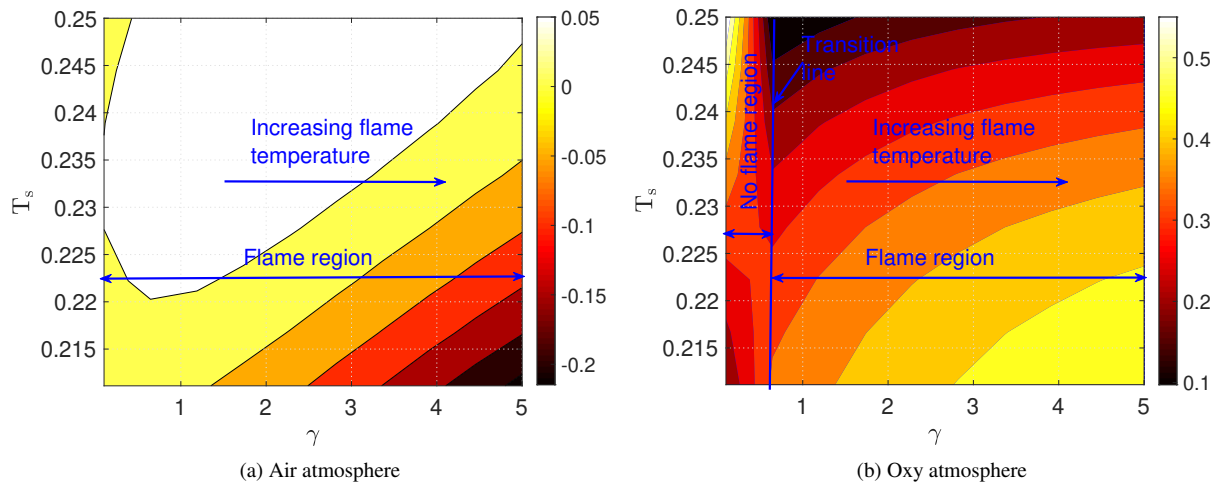 0.25
0.245
0.24
0.235
0.23
0.225
0.22
0.215
T_s
1
2
3
4
5
γ
Increasing flame
temperature
Flame region
0.05
0
-0.05
-0.1
-0.15
-0.2
(a) Air atmosphere
0.25
0.245
0.24
0.235
0.23
0.225
0.22
0.215
T_s
1
2
3
4
5
γ
No flame region
Transition
line
Increasing flame
temperature
Flame region
0.5
0.4
0.3
0.2
0.1
(b) Oxy atmosphere